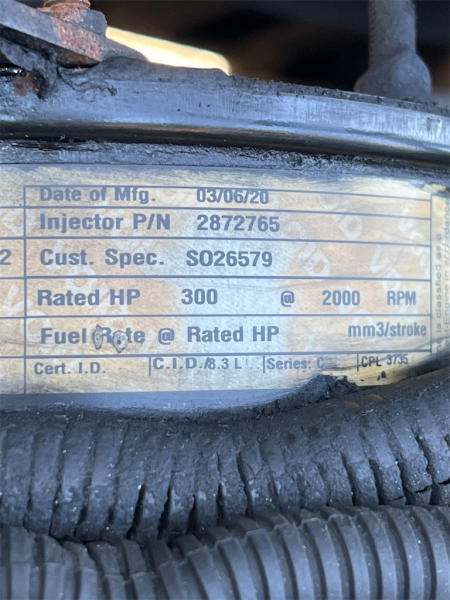 Date of Mfg. 03/06/20
Injector P/N 2872765
2 Cust. Spec. SO26579
Rated HP 300 @ 2000 RPM
Fuel Rate @ Rated HP mm3/stroke
Cert. I.D. C.I.D./8.3 L Series: C CPL 3735